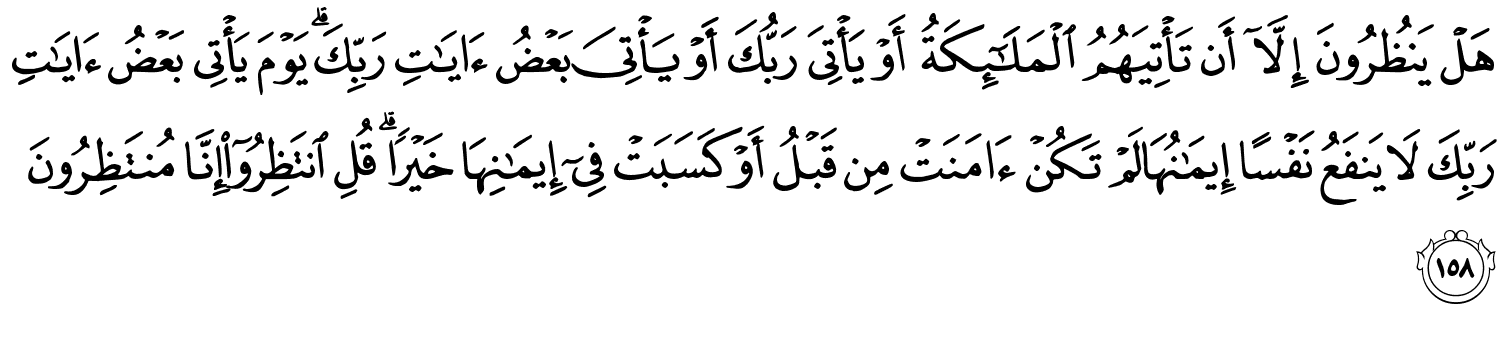 هَلۡ يَنظُرُونَ إِلَّآ أَن تَأۡتِيَهُمُ ٱلۡمَلَـٰٓئِكَةُ أَوۡ يَأۡتِىَ رَبُّكَ أَوۡ يَأۡتِىَ بَعۡضُ ءَايَـٰتِ رَبِّكَۗ يَوۡمَ يَأۡتِى بَعۡضُ ءَايَـٰتِ
رَبِّكَ لَا يَنفَعُ نَفۡسًا إِيمَـٰنُهَا لَمۡ تَكُنۡ ءَامَنَتۡ مِن قَبۡلُ أَوۡ كَسَبَتۡ فِىٓ إِيمَـٰنِهَا خَيۡرًاۗ قُلِ ٱنتَظِرُوٓاْ إِنَّا مُنتَظِرُونَ
١٥٨